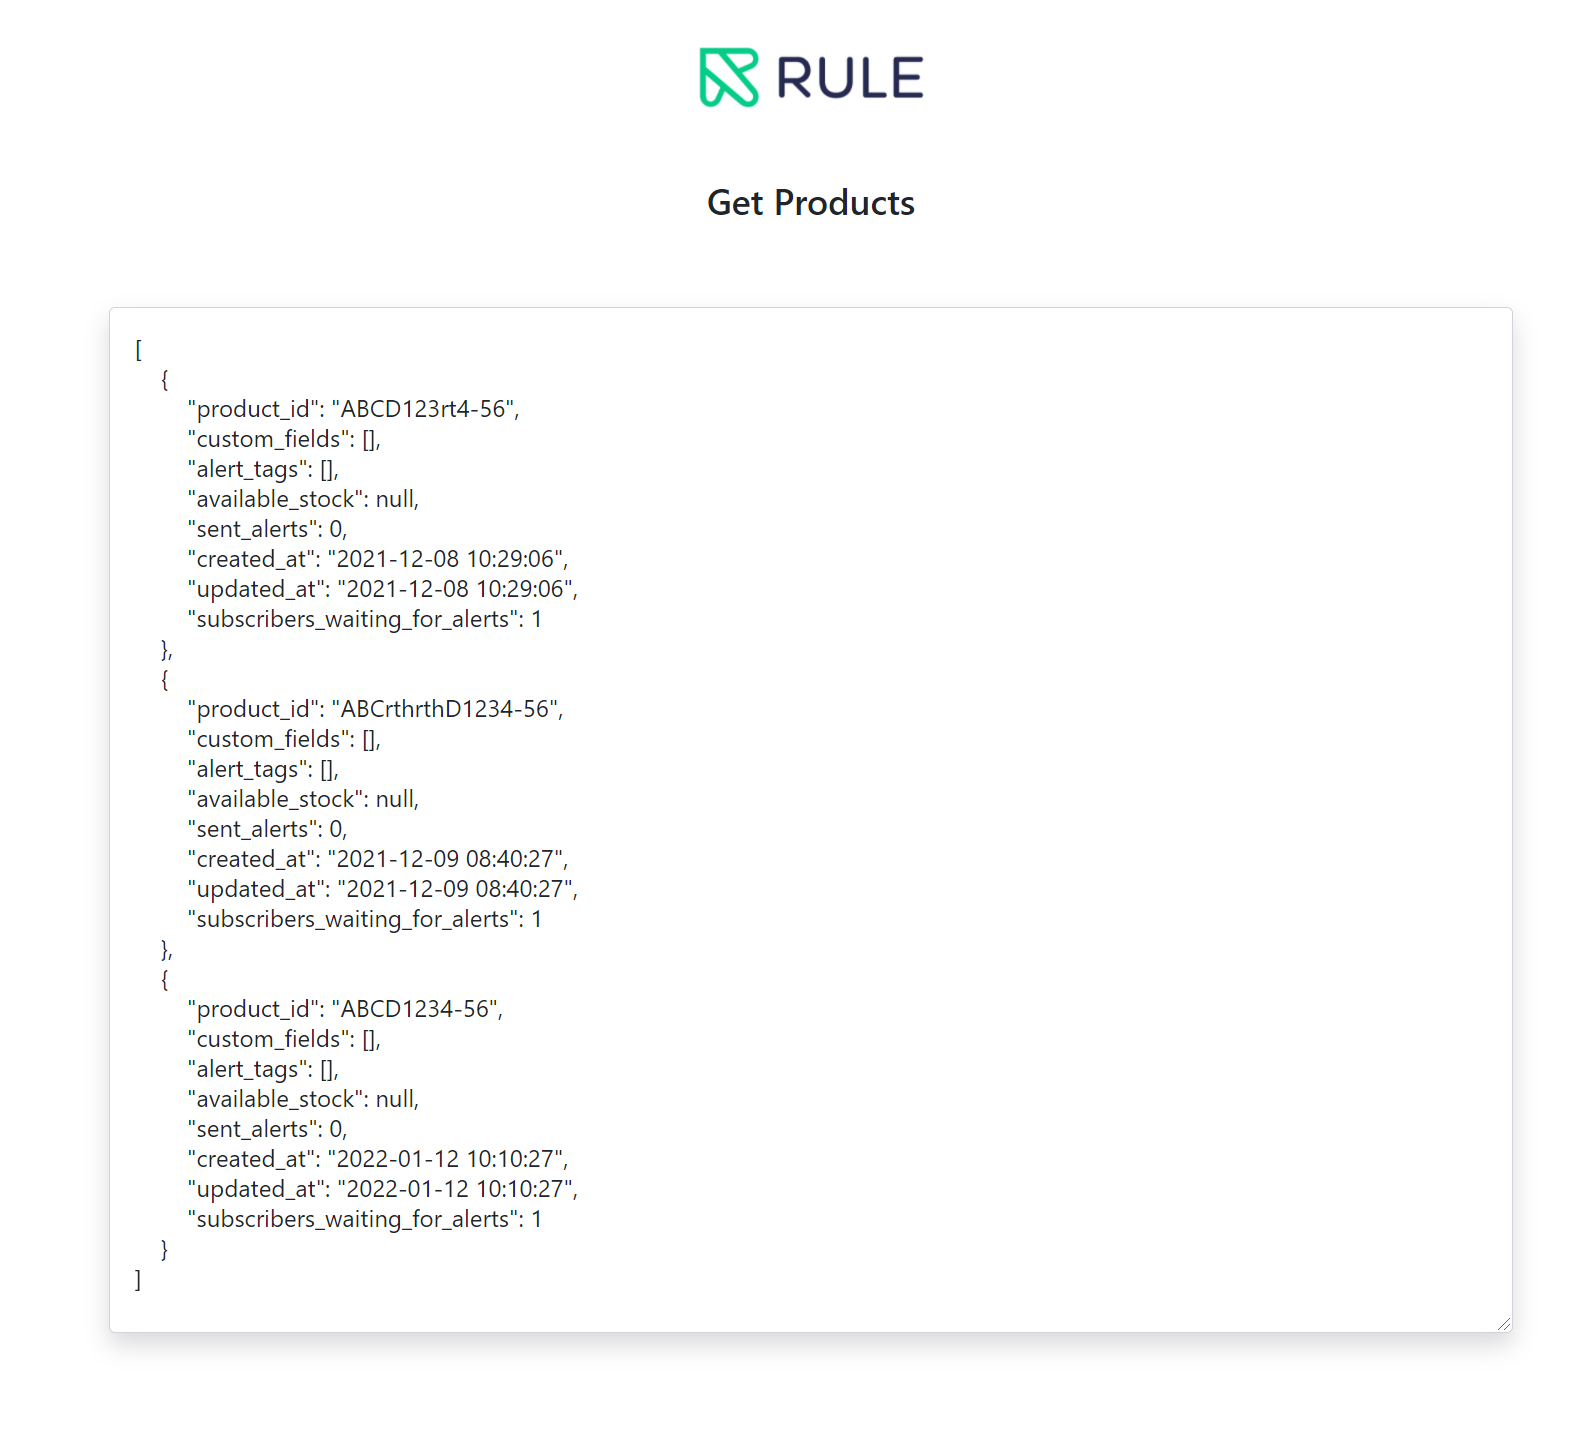 RULE
Get Products
[
{
"product_id": "ABCD123rt4-56",
"custom_fields": [],
"alert_tags": [],
"available_stock": null,
"sent_alerts": 0,
"created_at": "2021-12-08 10:29:06",
"updated_at": "2021-12-08 10:29:06",
"subscribers_waiting_for_alerts": 1
},
{
"product_id": "ABCrthrthD1234-56",
"custom_fields": [],
"alert_tags": [],
"available_stock": null,
"sent_alerts": 0,
"created_at": "2021-12-09 08:40:27",
"updated_at": "2021-12-09 08:40:27",
"subscribers_waiting_for_alerts": 1
},
{
"product_id": "ABCD1234-56",
"custom_fields": [],
"alert_tags": [],
"available_stock": null,
"sent_alerts": 0,
"created_at": "2022-01-12 10:10:27",
"updated_at": "2022-01-12 10:10:27",
"subscribers_waiting_for_alerts": 1
}
]